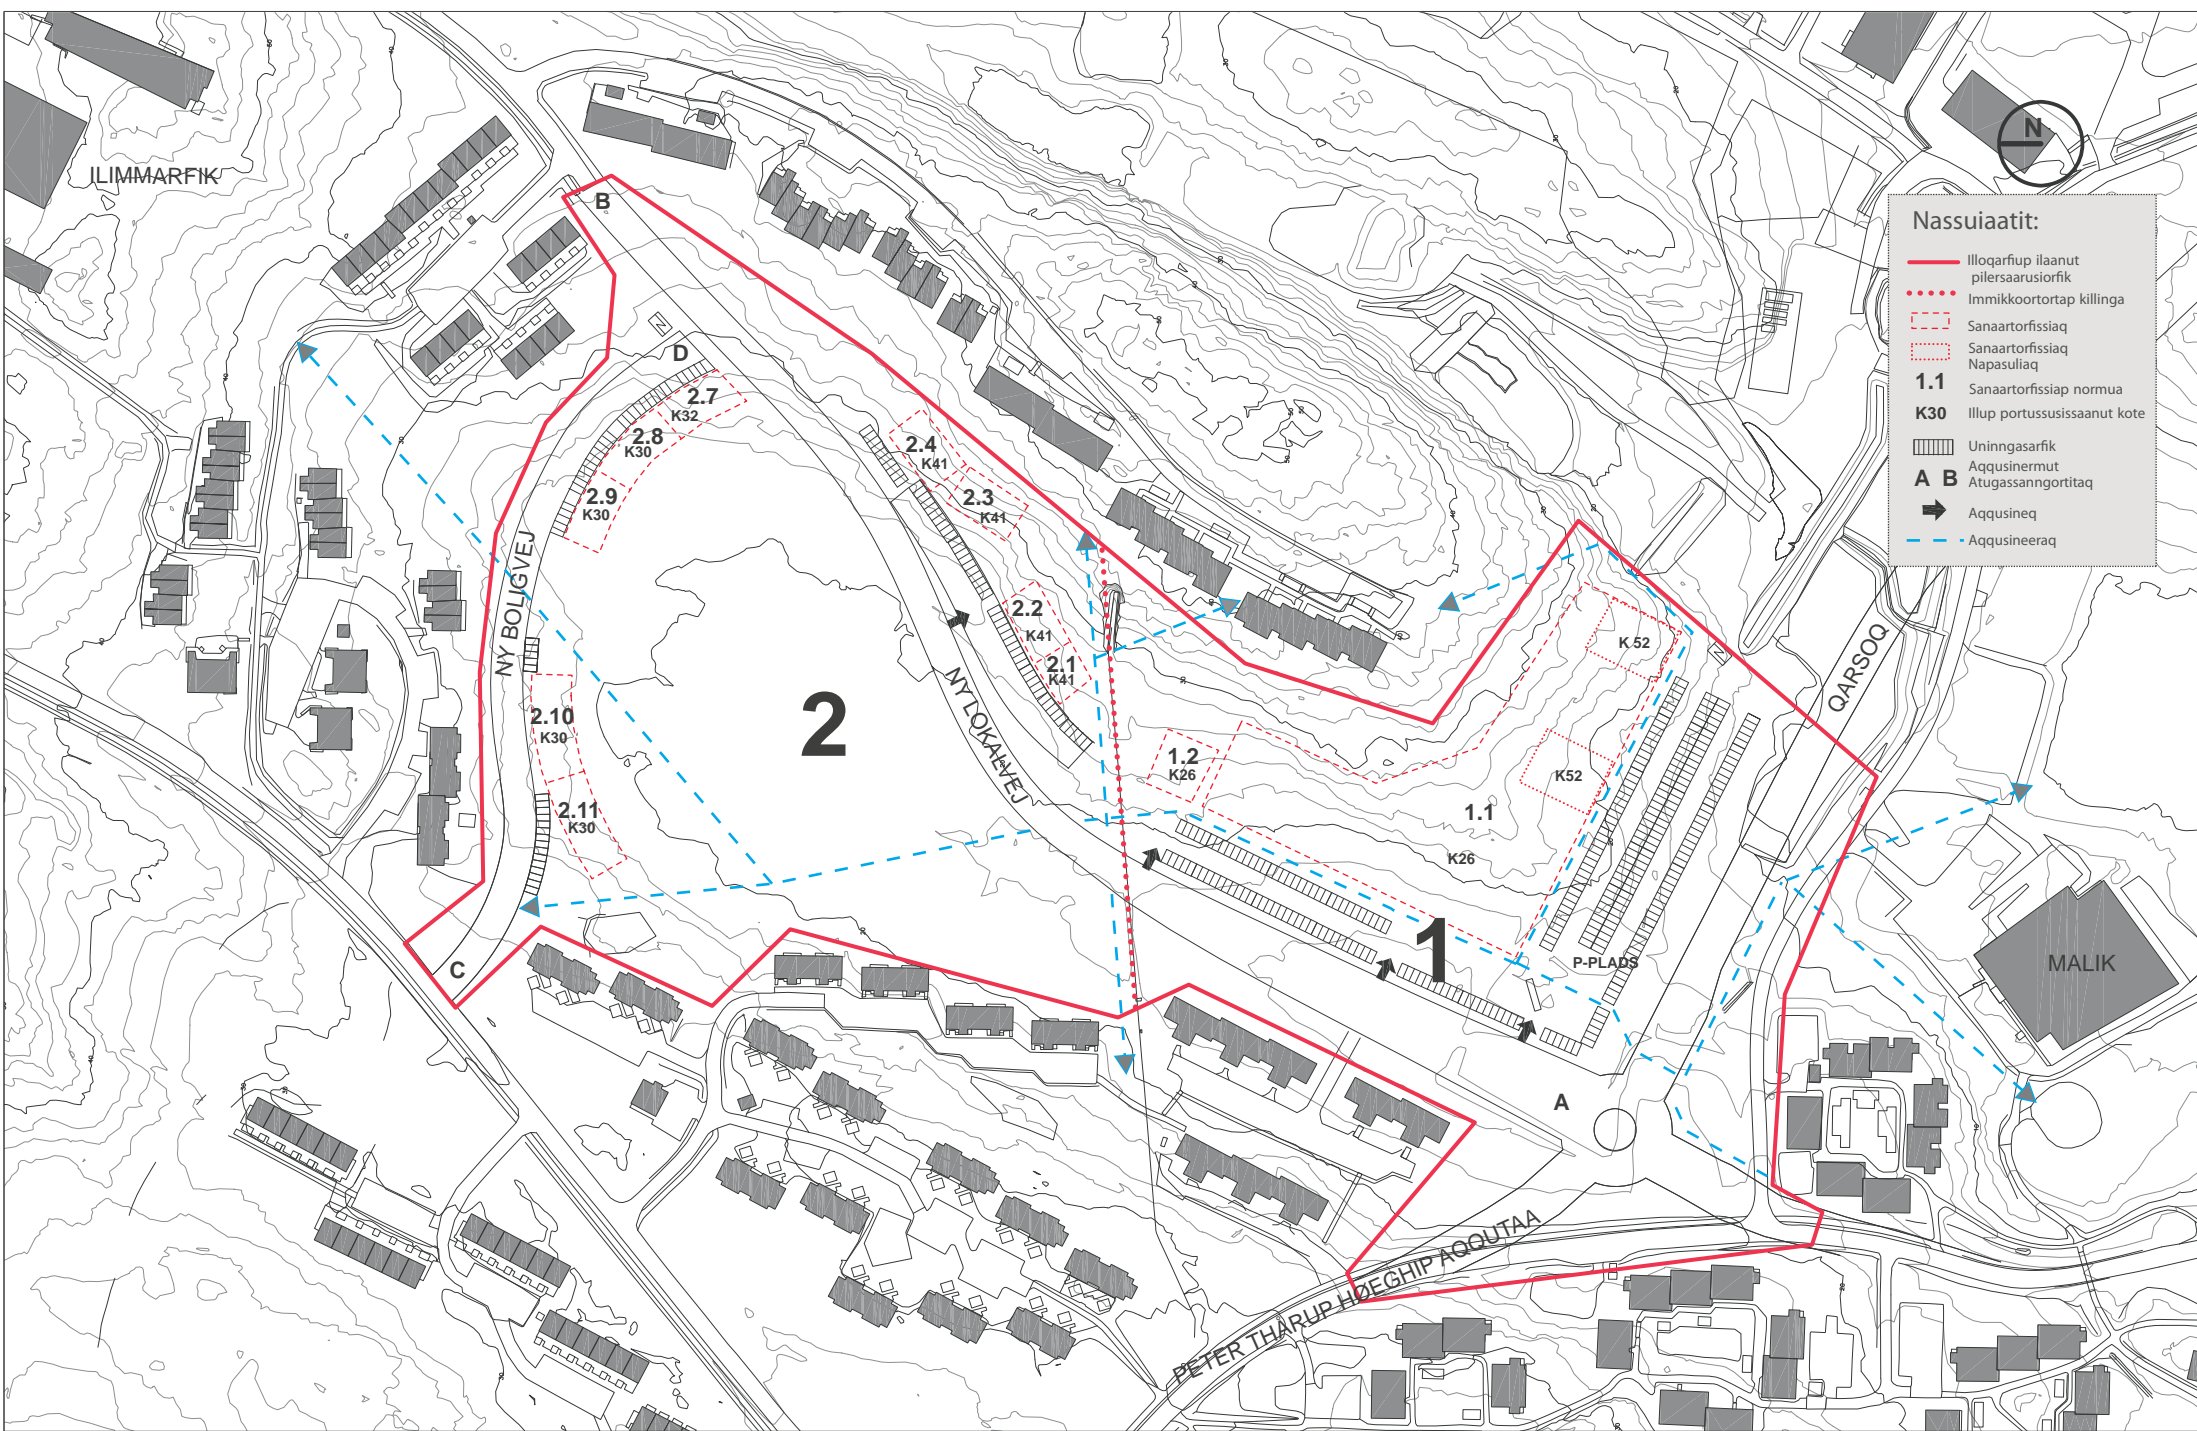 ILIMMARFIK
N
Nassuiaatit:
Illoqarfiup ilaanut
pilersaarusiorfik
Immikkoortortap killinga
Sanaartorfissiaq
Sanaartorfissiaq
Napasuliaq
1.1 Sanaartorfissiap normua
K30 Illup portussusissaanut kote
Uninngasarfik
A B Aqqusinermut
Atugassanngortitaq
Aqqusineq
Aqqusineeraq
B
D
2.7
K32
2.8
K30
2.9
K30
2.4
K41
2.3
K41
2.2
K41
2.1
K41
NY BOLIGVEJ
NY LOKALVEJ
2.10
K30
2.11
K30
2
1.2
K26
K 52
K52
1.1
K26
1
QARSOQ
P-PLADS
MALIK
C
A
PETER THARUP HØEGHIP AQQUTAA